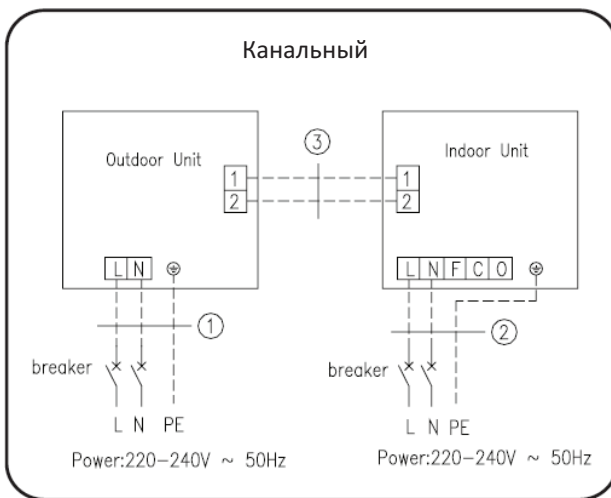 Канальный
Outdoor Unit
1
2
L N
1
breaker
L N PE
Power:220-240V ~ 50Hz
3
Indoor Unit
1
2
L N F C O
2
breaker
L N PE
Power:220-240V ~ 50Hz